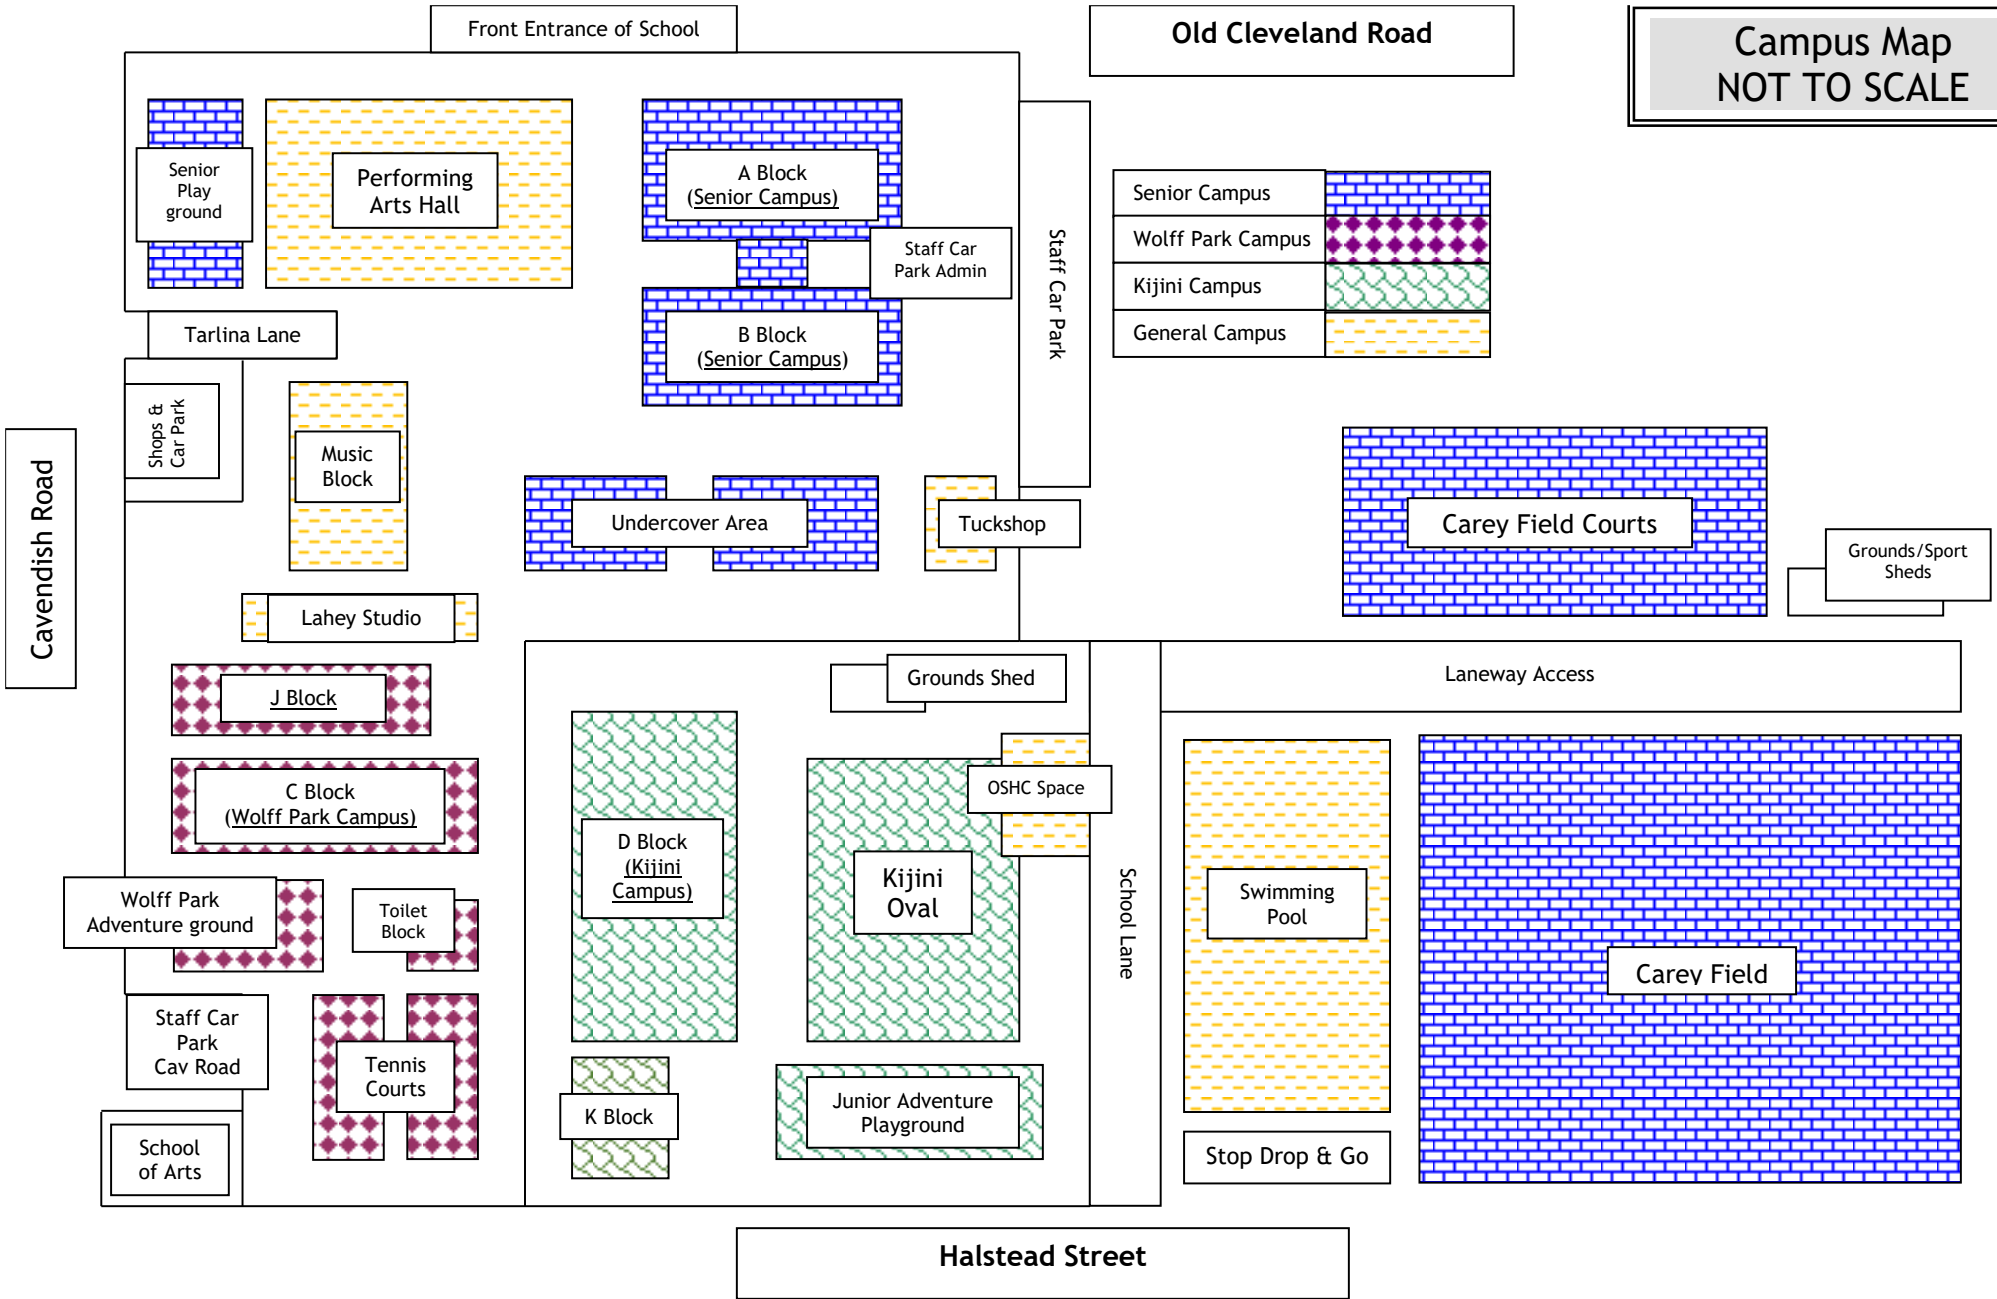 Front Entrance of School
Old Cleveland Road
Campus Map
NOT TO SCALE
Senior
Play
ground
Performing
Arts Hall
A Block
(Senior Campus)
Staff Car
Park Admin
Staff Car Park
Senior Campus
Wolff Park Campus
Kijini Campus
General Campus
Tarlina Lane
B Block
(Senior Campus)
Shops &
Car Park
Music
Block
Cavendish Road
Undercover Area
Tuckshop
Carey Field Courts
Grounds/Sport
Sheds
Lahey Studio
J Block
Grounds Shed
Laneway Access
C Block
(Wolff Park Campus)
OSHC Space
D Block
(Kijini
Campus)
Kijini
Oval
School Lane
Swimming
Pool
Wolff Park
Adventure ground
Toilet
Block
Carey Field
Staff Car
Park
Cav Road
Tennis
Courts
K Block
Junior Adventure
Playground
School
of Arts
Stop Drop & Go
Halstead Street